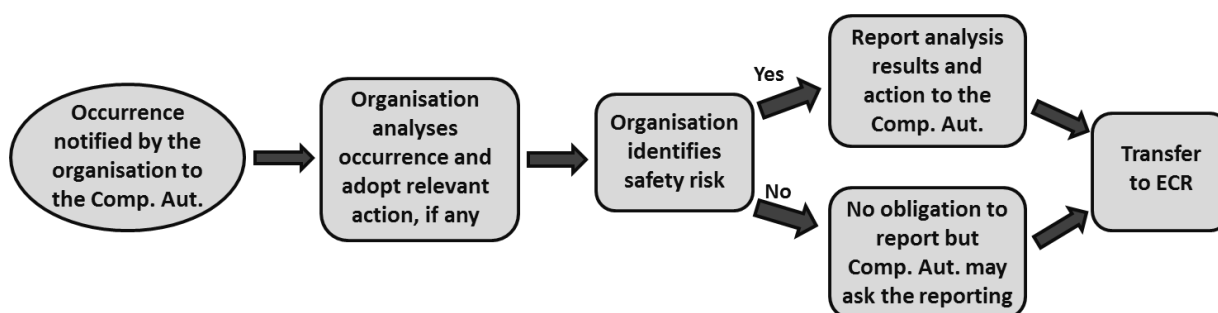 Occurrence
notified by the
organisation to
the Comp. Aut.
Organisation
analyses
occurrence and
adopt relevant
action, if any
Organisation
identifies
safety risk
Yes
Report analysis
results and
action to the
Comp. Aut.
No
No obligation to
report but
Comp. Aut. may
ask the reporting
Transfer
to ECR